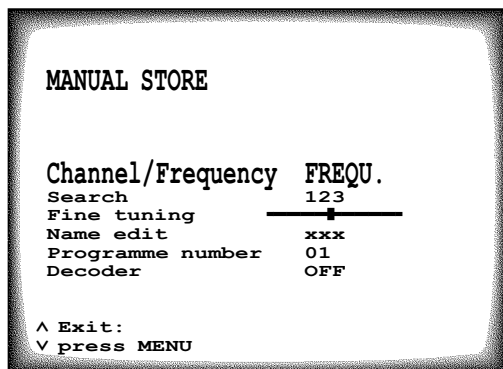 MANUAL STORE
Channel/Frequency FREQU.
Search 123
Fine tuning
Name edit xxx
Programme number 01
Decoder OFF
∧ Exit:
∨ press MENU